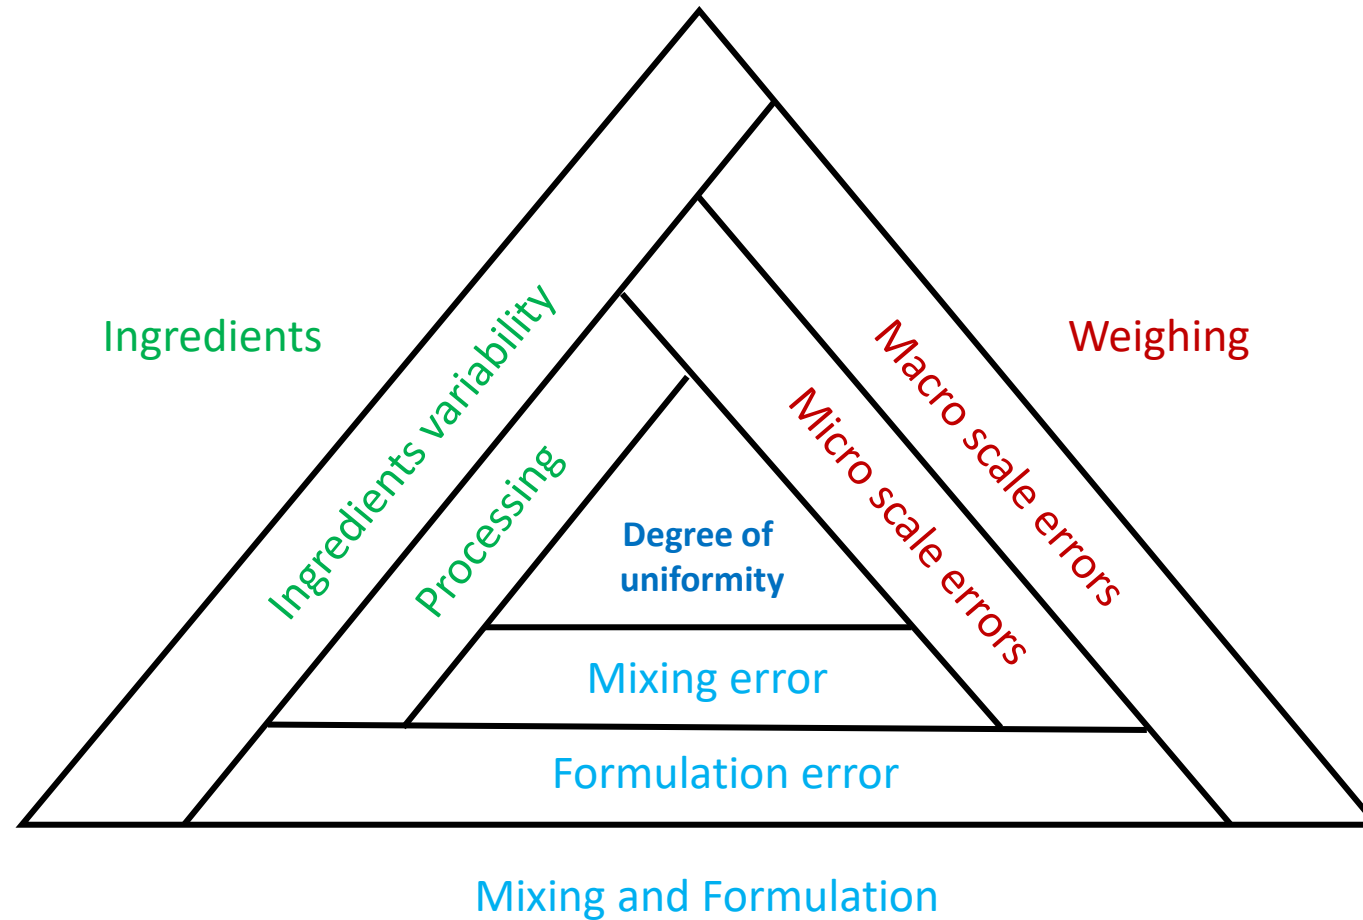 Ingredients
Weighing
Ingredients variability
Macro scale errors
Processing
Micro scale errors
Degree of
uniformity
Mixing error
Formulation error
Mixing and Formulation